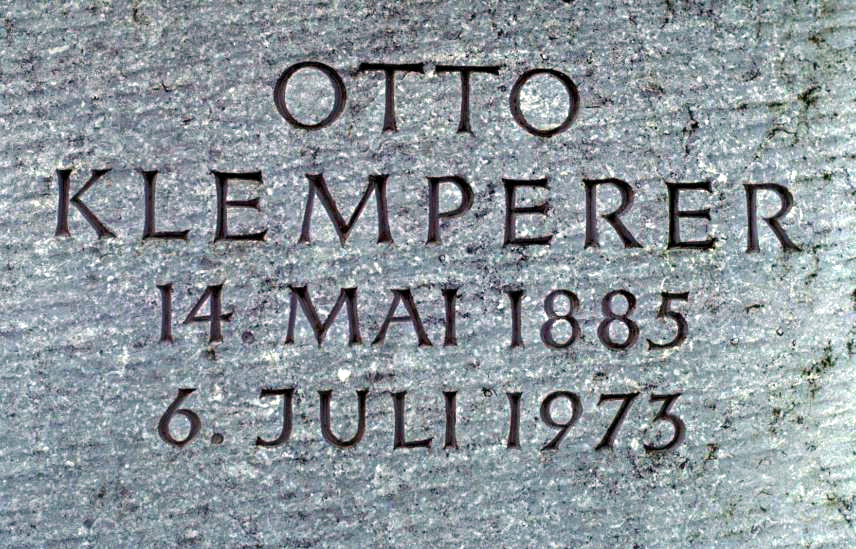 OTTO
KLEMPERER
14. MAI 1885
6. JULI 1973